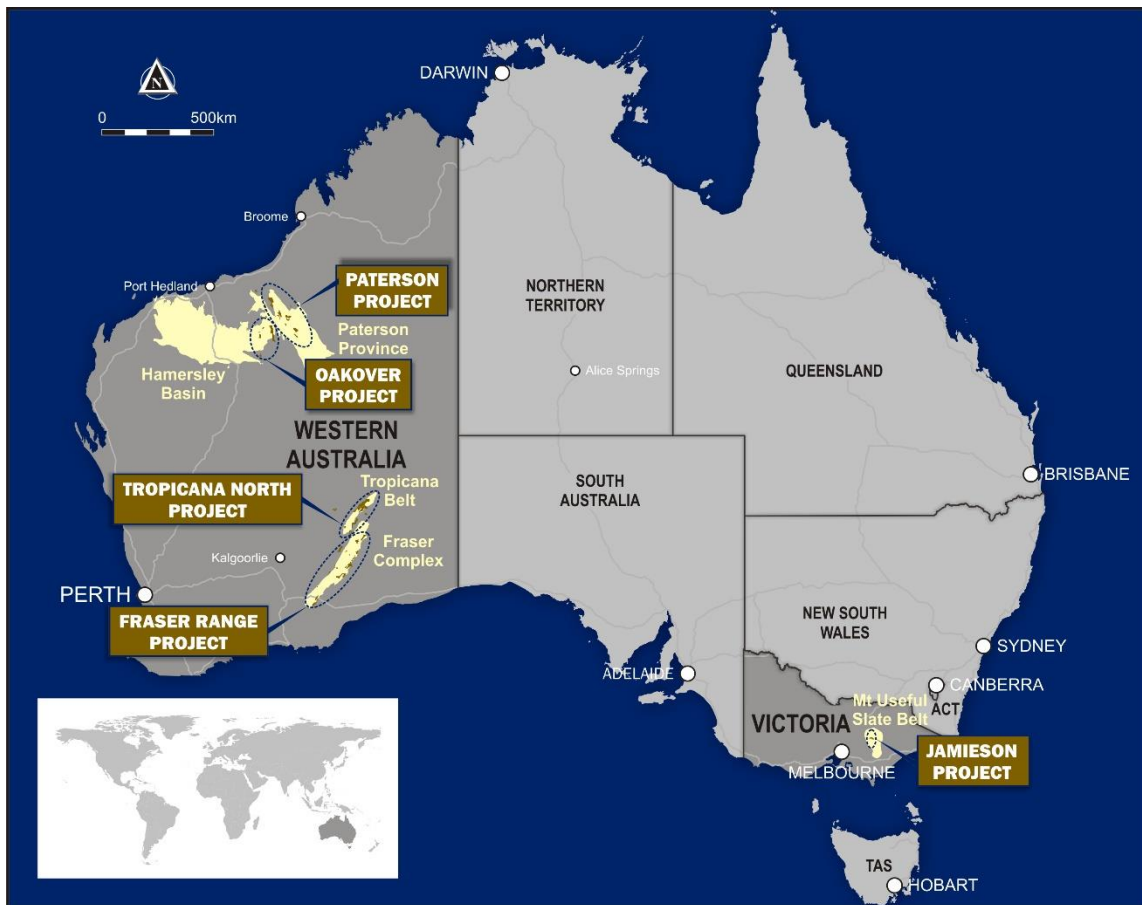 DARWIN
N
0 500km
Broome
Port Hedland
PATERSON
PROJECT
Paterson
Province
Hamersley
Basin
OAKOVER
PROJECT
WESTERN
AUSTRALIA
NORTHERN
TERRITORY
Alice Springs
QUEENSLAND
TROPICANA NORTH
PROJECT
Tropicana
Belt
SOUTH
AUSTRALIA
BRISBANE
Kalgoorlie
Fraser
Complex
PERTH
FRASER RANGE
PROJECT
NEW SOUTH
WALES
SYDNEY
ADELAIDE
CANBERRA
ACT
Mt Useful
Slate Belt
VICTORIA
MELBOURNE
JAMIESON
PROJECT
TAS
HOBART